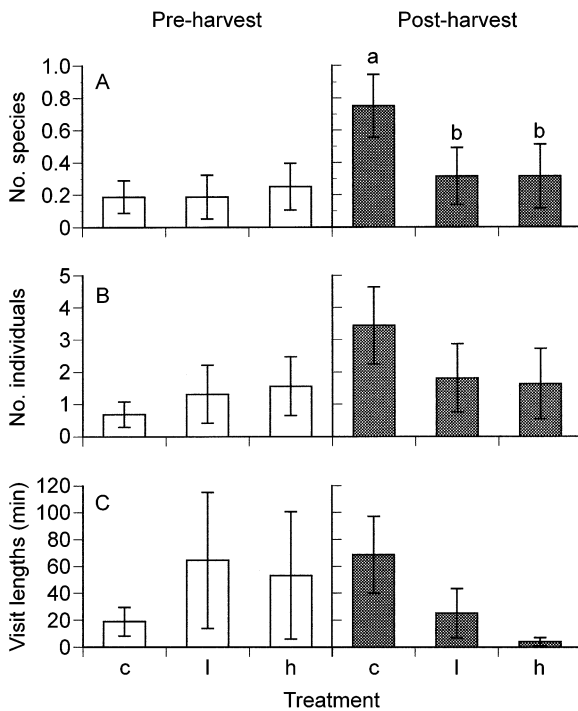 Pre-harvest Post-harvest
No. species
1.0
0.8
0.6
0.4
0.2
0
A
a
b
b
No. individuals
5
4
3
2
1
0
B
Visit lengths (min)
120
100
80
60
40
20
0
C
c l h c l h
Treatment